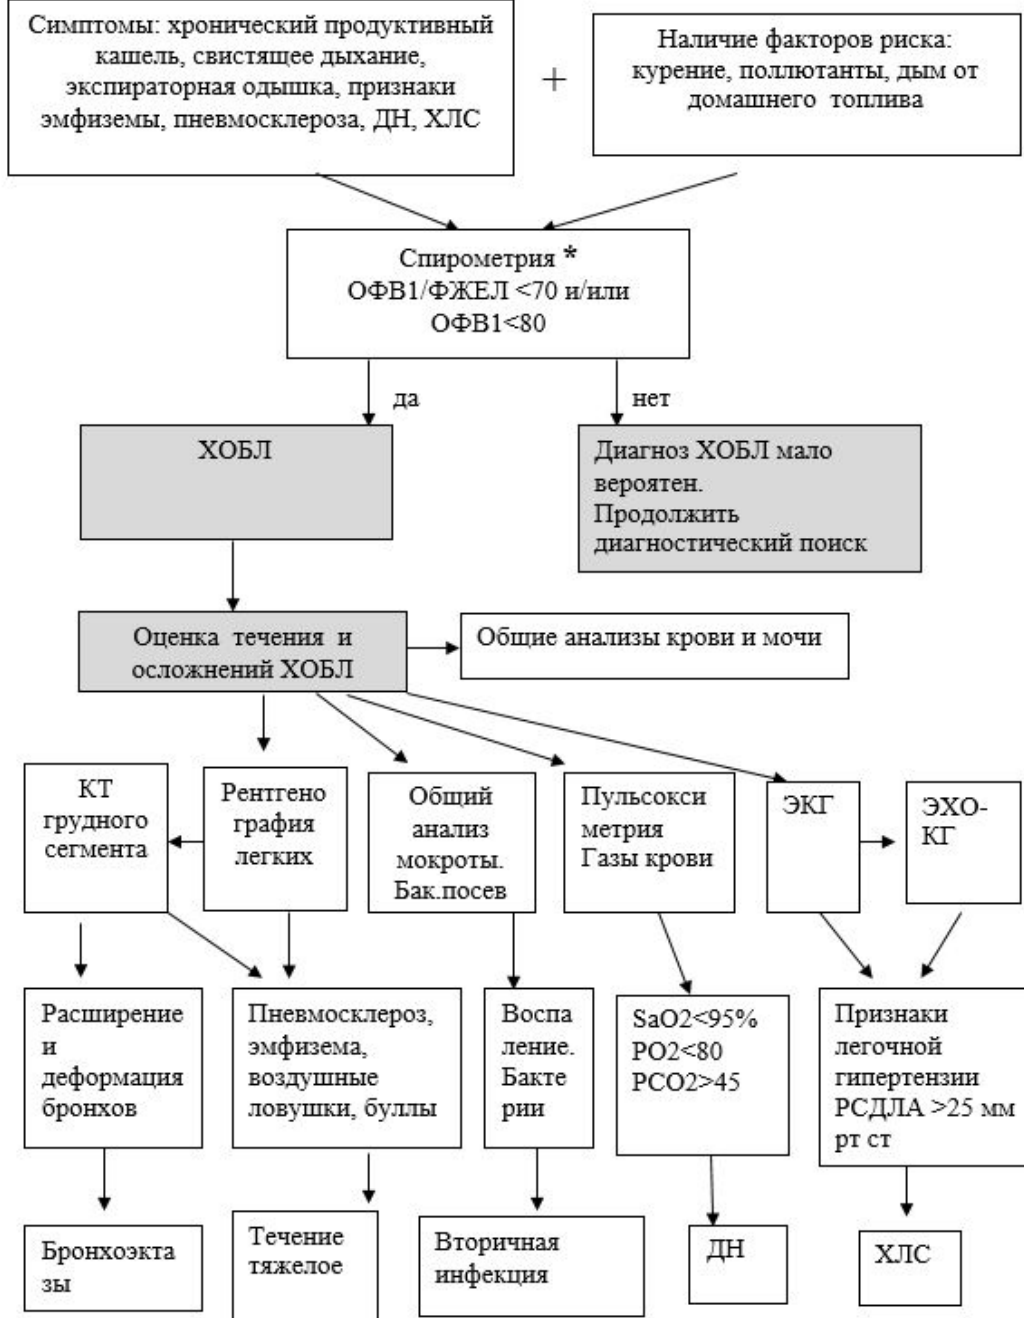 Симптомы: хронический продуктивный
кашель, свистящее дыхание,
экспираторная одышка, признаки
эмфиземы, пневмосклероза, ДН, ХЛС
+
Наличие факторов риска:
курение, поллютанты, дым от
домашнего топлива
Спирометрия *
ОФВ1/ФЖЕЛ <70 и/или
ОФВ1<80
да
нет
ХОБЛ
Диагноз ХОБЛ мало
вероятен.
Продолжить
диагностический поиск
Оценка течения и
осложнений ХОБЛ
Общие анализы крови и мочи
КТ
грудного
сегмента
Рентгено
графия
легких
Общий
анализ
мокроты.
Бак.посев
Пульсокси
метрия
Газы крови
ЭКГ
ЭХО-
КГ
Расширение
и
деформация
бронхов
Пневмосклероз,
эмфизема,
воздушные
ловушки, буллы
Воспа
ление.
Бакте
рии
SaO2<95%
PO2<80
PCO2>45
Признаки
легочной
гипертензии
РСДЛА >25 мм
рт ст
Бронхоэкта
зы
Течение
тяжелое
Вторичная
инфекция
ДН
ХЛС